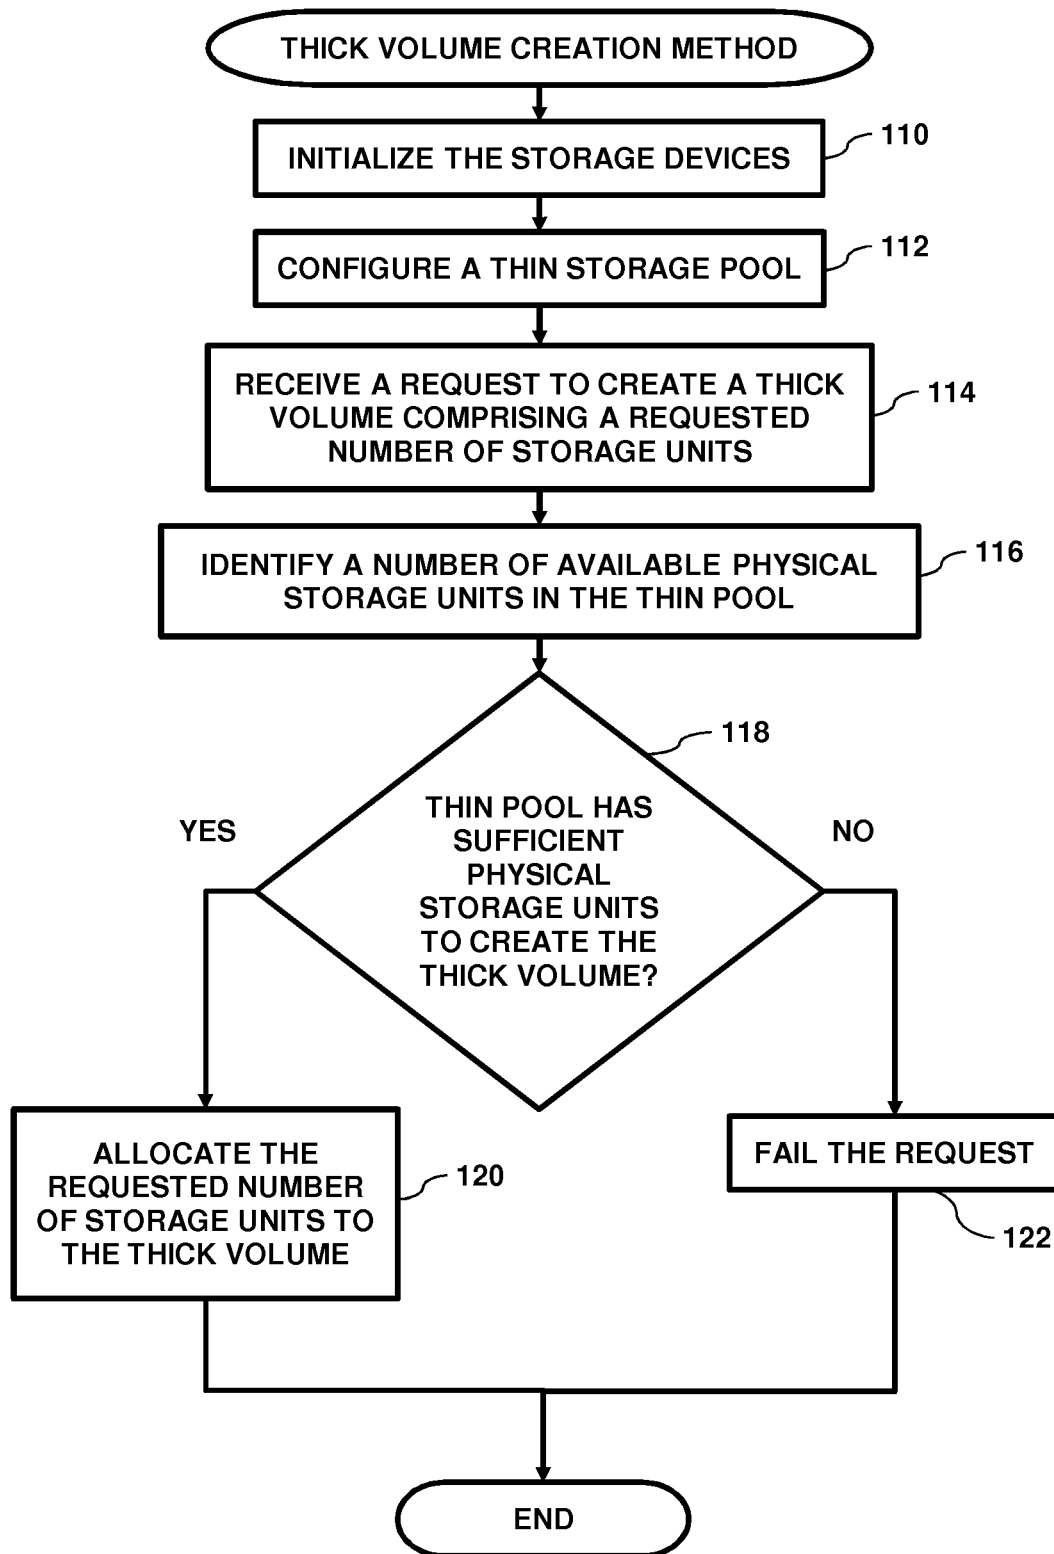 THICK VOLUME CREATION METHOD
110
INITIALIZE THE STORAGE DEVICES
112
CONFIGURE A THIN STORAGE POOL
RECEIVE A REQUEST TO CREATE A THICK
VOLUME COMPRISING A REQUESTED
NUMBER OF STORAGE UNITS
114
IDENTIFY A NUMBER OF AVAILABLE PHYSICAL
STORAGE UNITS IN THE THIN POOL
116
118
THIN POOL HAS
SUFFICIENT
PHYSICAL
STORAGE UNITS
TO CREATE THE
THICK VOLUME?
YES
NO
ALLOCATE THE
REQUESTED NUMBER
OF STORAGE UNITS TO
THE THICK VOLUME
120
FAIL THE REQUEST
122
END